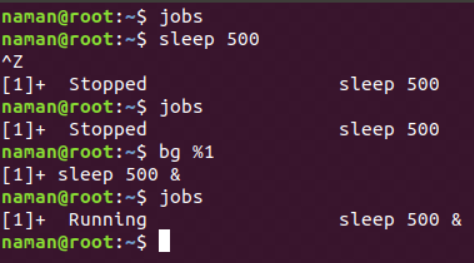 naman@root:~$ jobs
naman@root:~$ sleep 500
^Z
[1]+  Stopped                 sleep 500
naman@root:~$ jobs
[1]+  Stopped                 sleep 500
naman@root:~$ bg %1
[1]+ sleep 500 &
naman@root:~$ jobs
[1]+  Running                 sleep 500 &
naman@root:~$